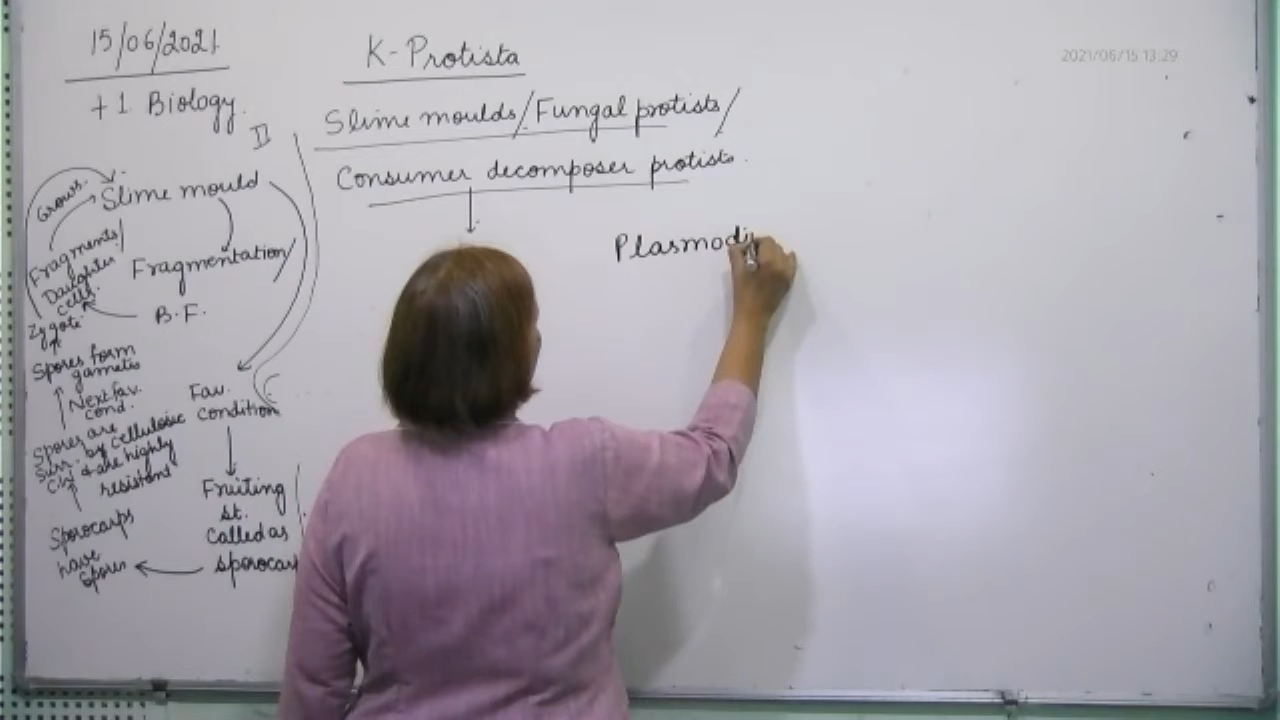 15/06/2021
+1 Biology
II
K-Protista
Slime moulds/Fungal protists/
Consumer decomposer protists.
Plasmodi
2021/06/15 13:29
Slime mould
Grows.
Fragments/
Daughter
cells.
Fragmentation/
B.F.
Zygote
Spores form
gametes
Next fav.
cond.
Spores are
surr. by cellulosic
C.W & are highly
resistent
Sporocarps
have
spores
Fav.
Condition
Fruiting
st.
called as
sporocar